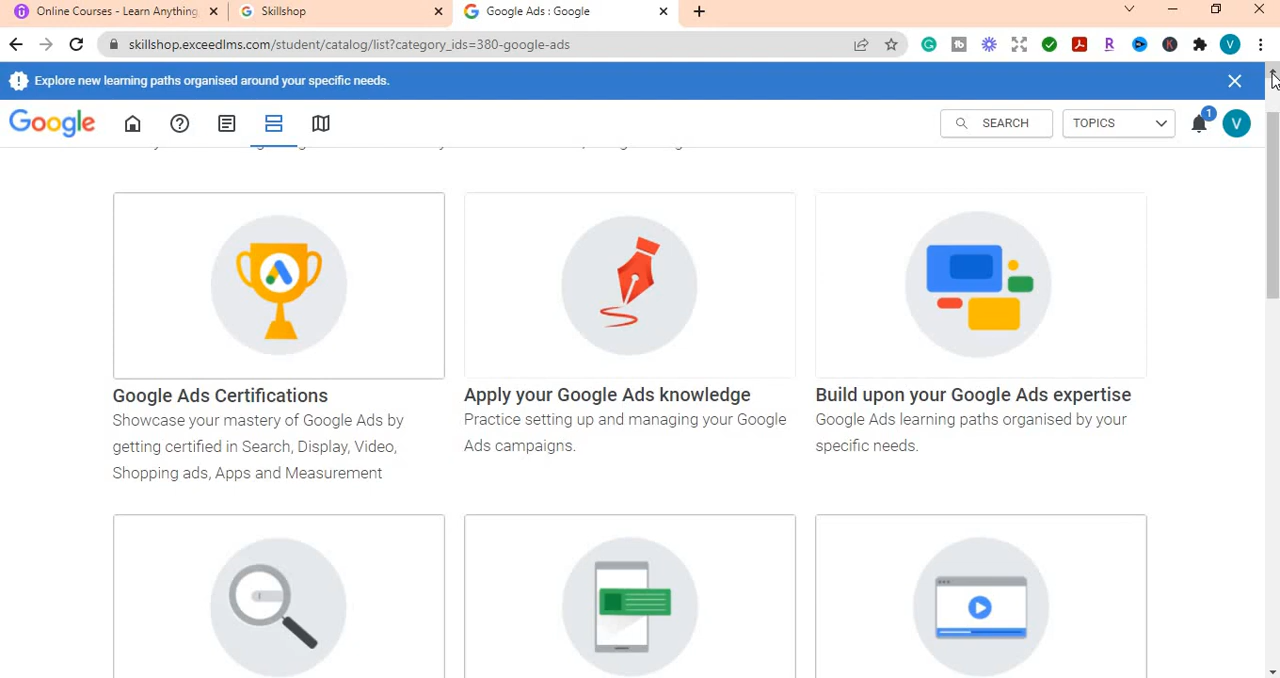 Online Courses - Learn Anything,
Skillshop
Google Ads : Google
skillshop.exceedlms.com/student/catalog/list?category_ids=380-google-ads
Explore new learning paths organised around your specific needs.
Google
SEARCH
TOPICS
1
V
Google Ads Certifications
Showcase your mastery of Google Ads by
getting certified in Search, Display, Video,
Shopping ads, Apps and Measurement
Apply your Google Ads knowledge
Practice setting up and managing your Google
Ads campaigns.
Build upon your Google Ads expertise
Google Ads learning paths organised by your
specific needs.